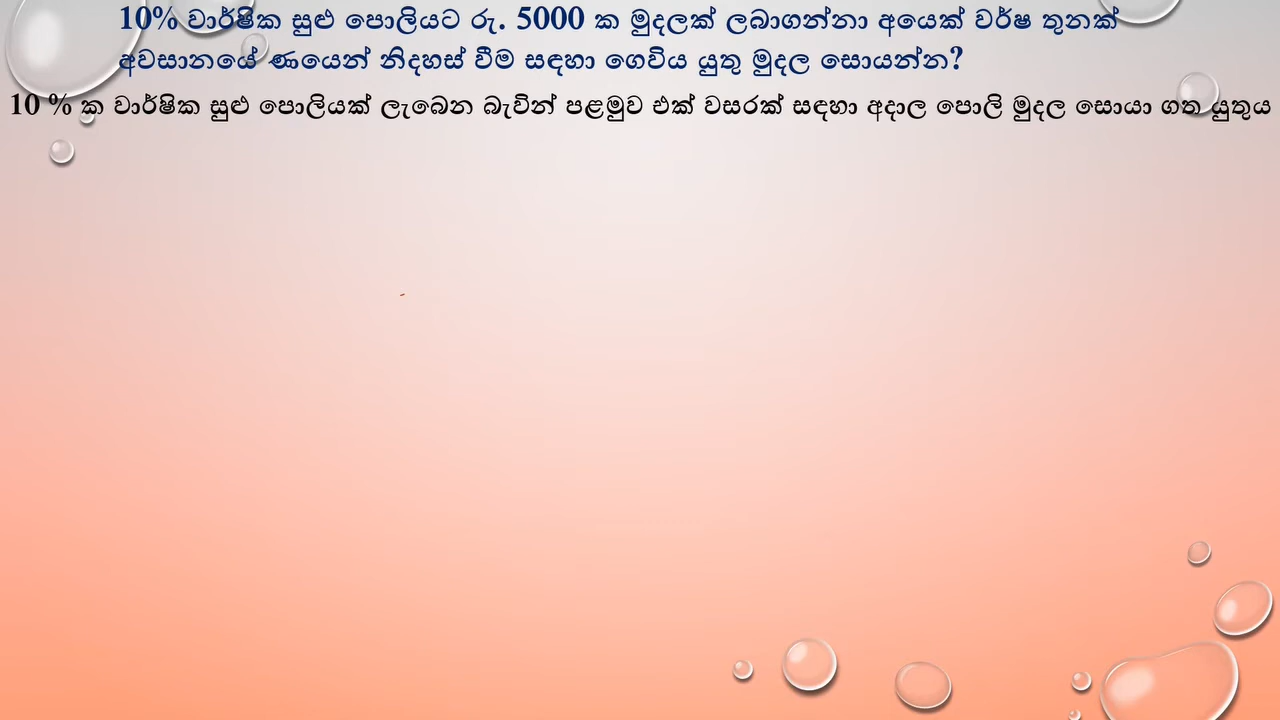 10% වාර්ෂික සුළු පොලියට රු. 5000 ක මුදලක් ලබාගන්නා අයෙක් වර්ෂ තුනක්
අවසානයේ ණයෙන් නිදහස් වීම සඳහා ගෙවිය යුතු මුදල සොයන්න?
10 % ක වාර්ෂික සුළු පොලියක් ලැබෙන බැවින් පළමුව එක් වසරක් සඳහා අදාල පොලි මුදල සොයා ගත යුතුය